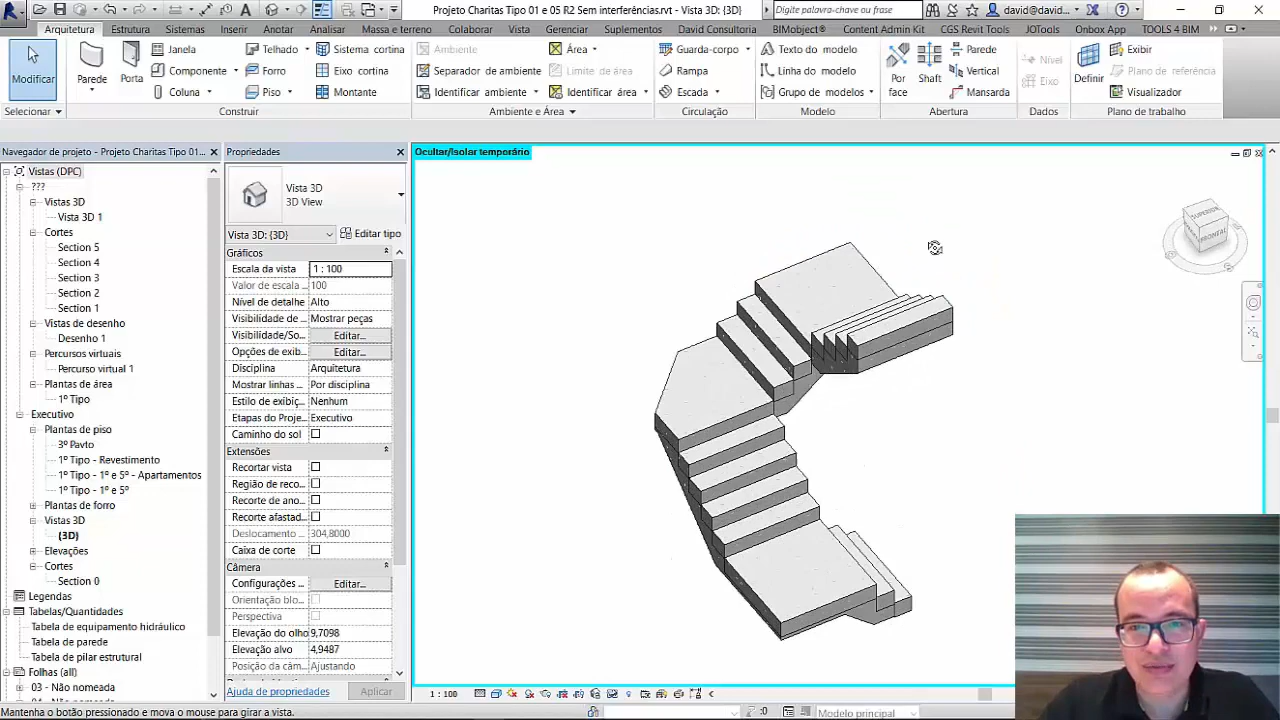 Projeto Charitas Tipo 01 e 05 R2 Sem interferências.rvt - Vista 3D: {3D}
Digite palavra-chave ou frase
david@david...
Arquitetura Estrutura Sistemas Inserir Anotar Analisar Massa e terreno Colaborar Vista Gerenciar Suplementos David Consultoria BIMobject® Content Admin Kit CGS Revit Tools JOTools Onbox App TOOLS 4 BIM
Modificar
Parede
Porta
Janela
Componente
Coluna
Telhado
Forro
Piso
Sistema cortina
Eixo cortina
Montante
Ambiente
Separador de ambiente
Identificar ambiente
Área
Limite de área
Identificar área
Guarda-corpo
Rampa
Escada
Texto do modelo
Linha do modelo
Grupo de modelos
Por
face
Shaft
Parede
Vertical
Mansarda
Nível
Eixo
Definir
Exibir
Plano de referência
Visualizador
Selecionar Construir Ambiente e Área Circulação Modelo Abertura Dados Plano de trabalho
Navegador de projeto - Projeto Charitas Tipo 01...
Vistas (DPC)
???
Vistas 3D
Vista 3D 1
Cortes
Section 5
Section 4
Section 3
Section 2
Section 1
Vistas de desenho
Desenho 1
Percursos virtuais
Percurso virtual 1
Plantas de área
1º Tipo
Executivo
Plantas de piso
3º Pavto
1º Tipo - Revestimento
1º Tipo - 1º e 5º - Apartamentos
1º Tipo - 1º e 5º
Plantas de forro
Vistas 3D
{3D}
Elevações
Cortes
Section 0
Legendas
Tabelas/Quantidades
Tabela de equipamento hidráulico
Tabela de parede
Tabela de pilar estrutural
Folhas (all)
03 - Não nomeada
Propriedades
Vista 3D
3D View
Vista 3D: {3D} Editar tipo
Gráficos
Escala da vista 1 : 100
Valor de escala ... 100
Nível de detalhe Alto
Visibilidade de ... Mostrar peças
Visibilidade/So... Editar...
Opções de exib... Editar...
Disciplina Arquitetura
Mostrar linhas ... Por disciplina
Estilo de exibiç... Nenhum
Etapas do Proje... Executivo
Caminho do sol
Extensões
Recortar vista
Região de reco...
Recorte de ano...
Recorte afastad...
Deslocamento ... 304,8000
Caixa de corte
Câmera
Configurações ... Editar...
Orientação blo...
Perspectiva
Elevação do olho 9,7098
Elevação alvo 4,9487
Posição da câm... Ajustando
Ajuda de propriedades Aplicar
Ocultar/Isolar temporário
SUPERIOR
FRONTAL
1 : 100
Mantenha o botão pressionado e mova o mouse para girar a vista.
:0
Modelo principal